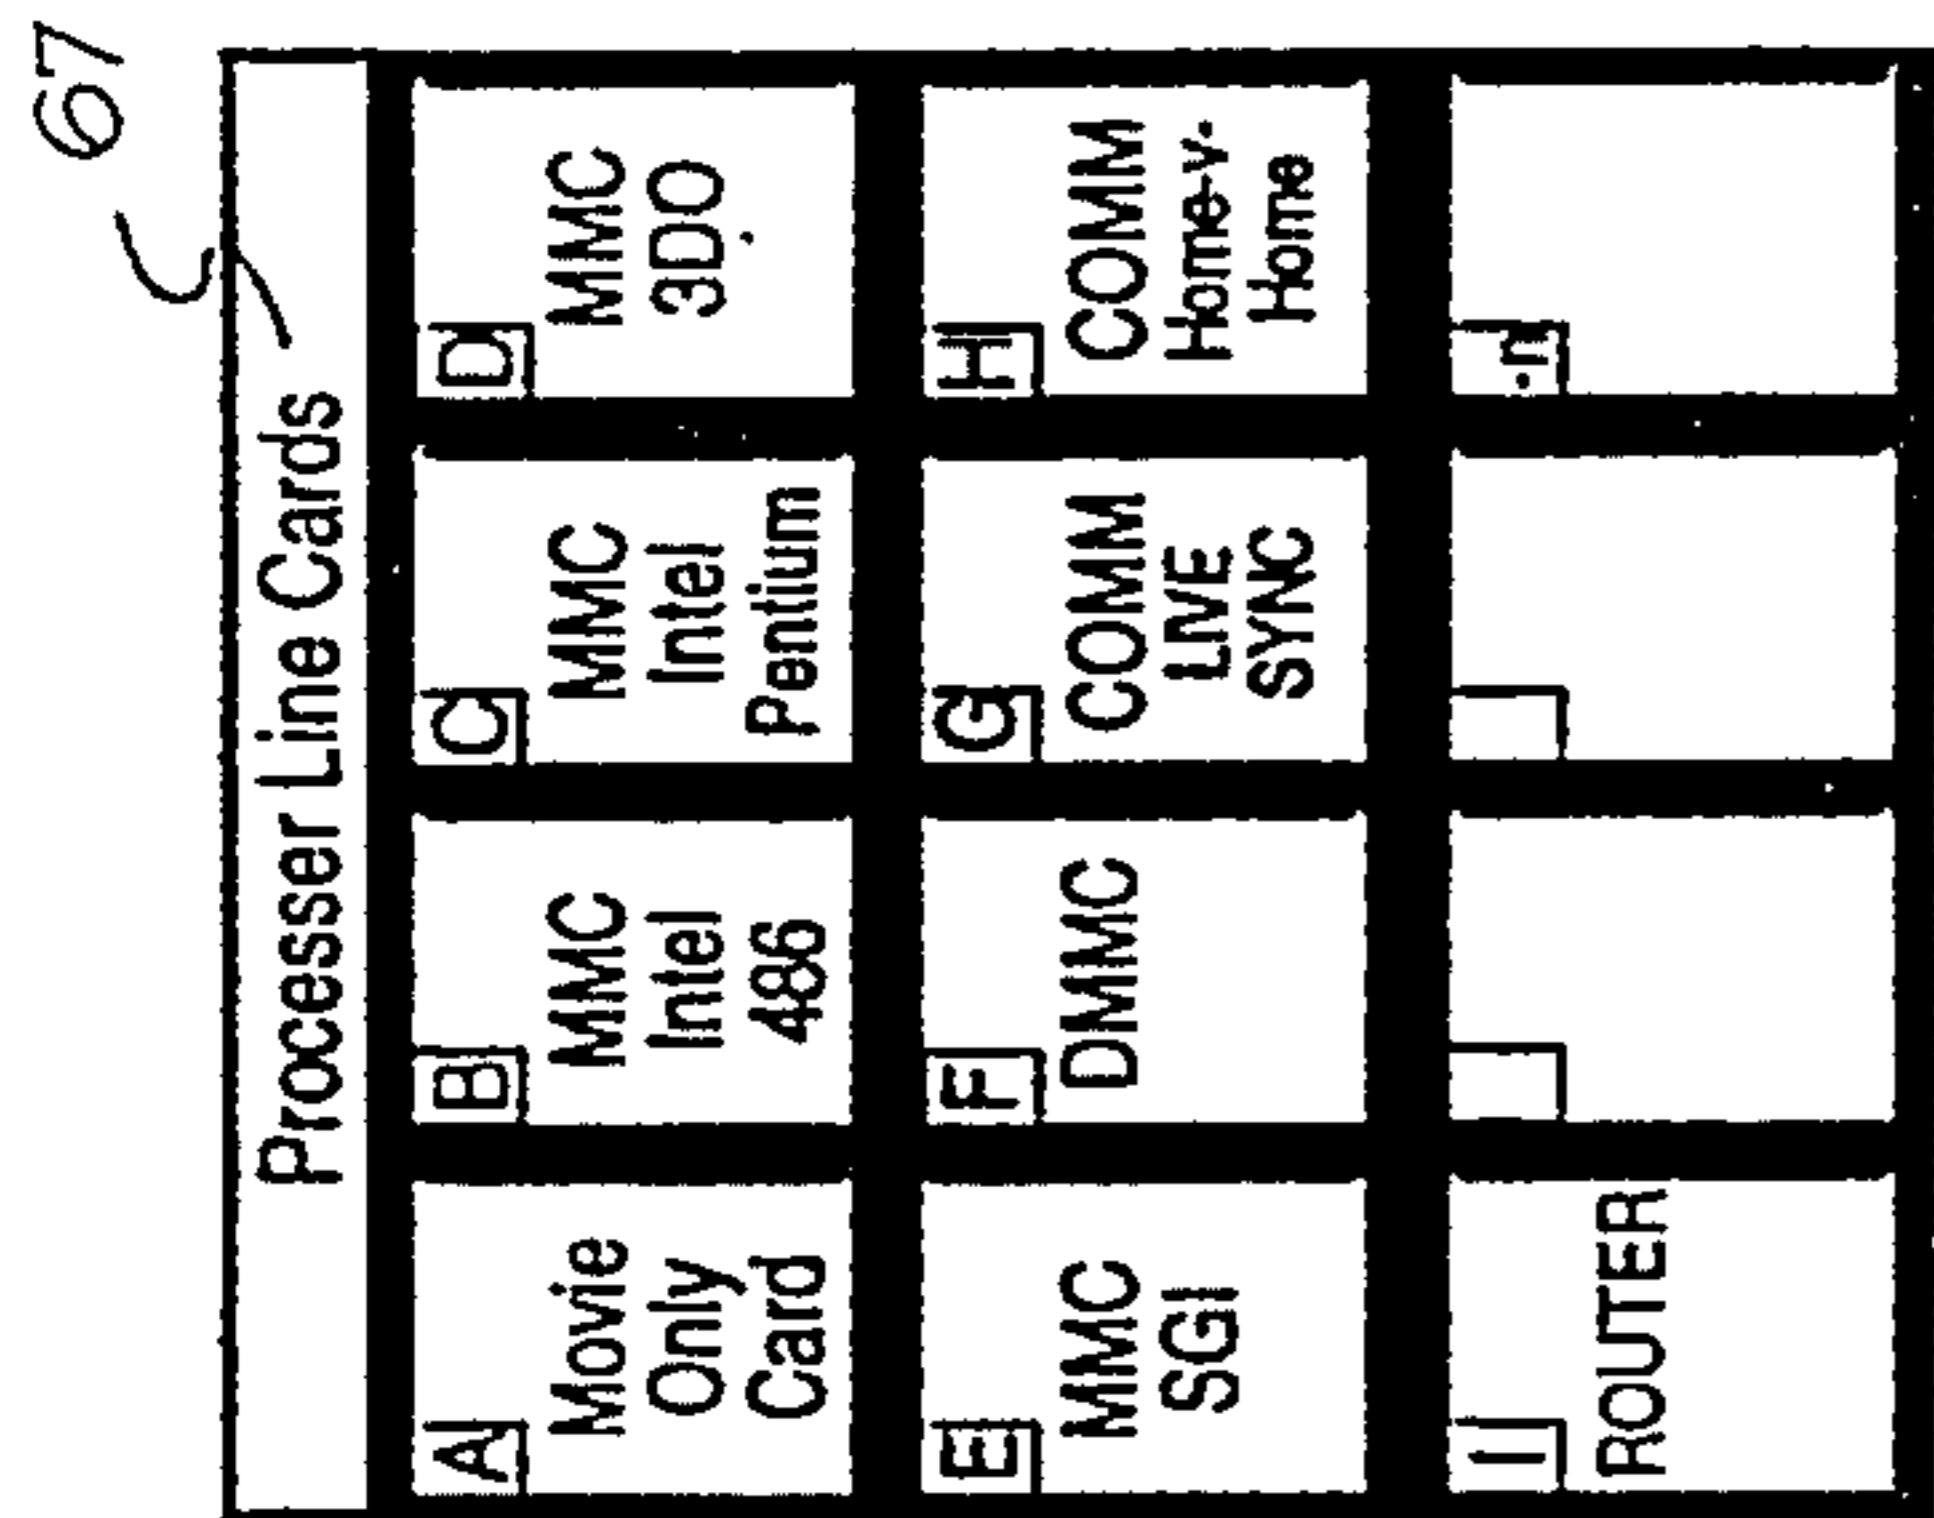 67
Processer Line Cards
A
Movie
Only
Card
B
MMC
Intel
486
C
MMC
Intel
Pentium
D
MMC
3DO
E
MMC
SGI
F
DMMC
G
COMM
LIVE
SYNC
H
COMM
Home-v-
Home
I
ROUTER
n